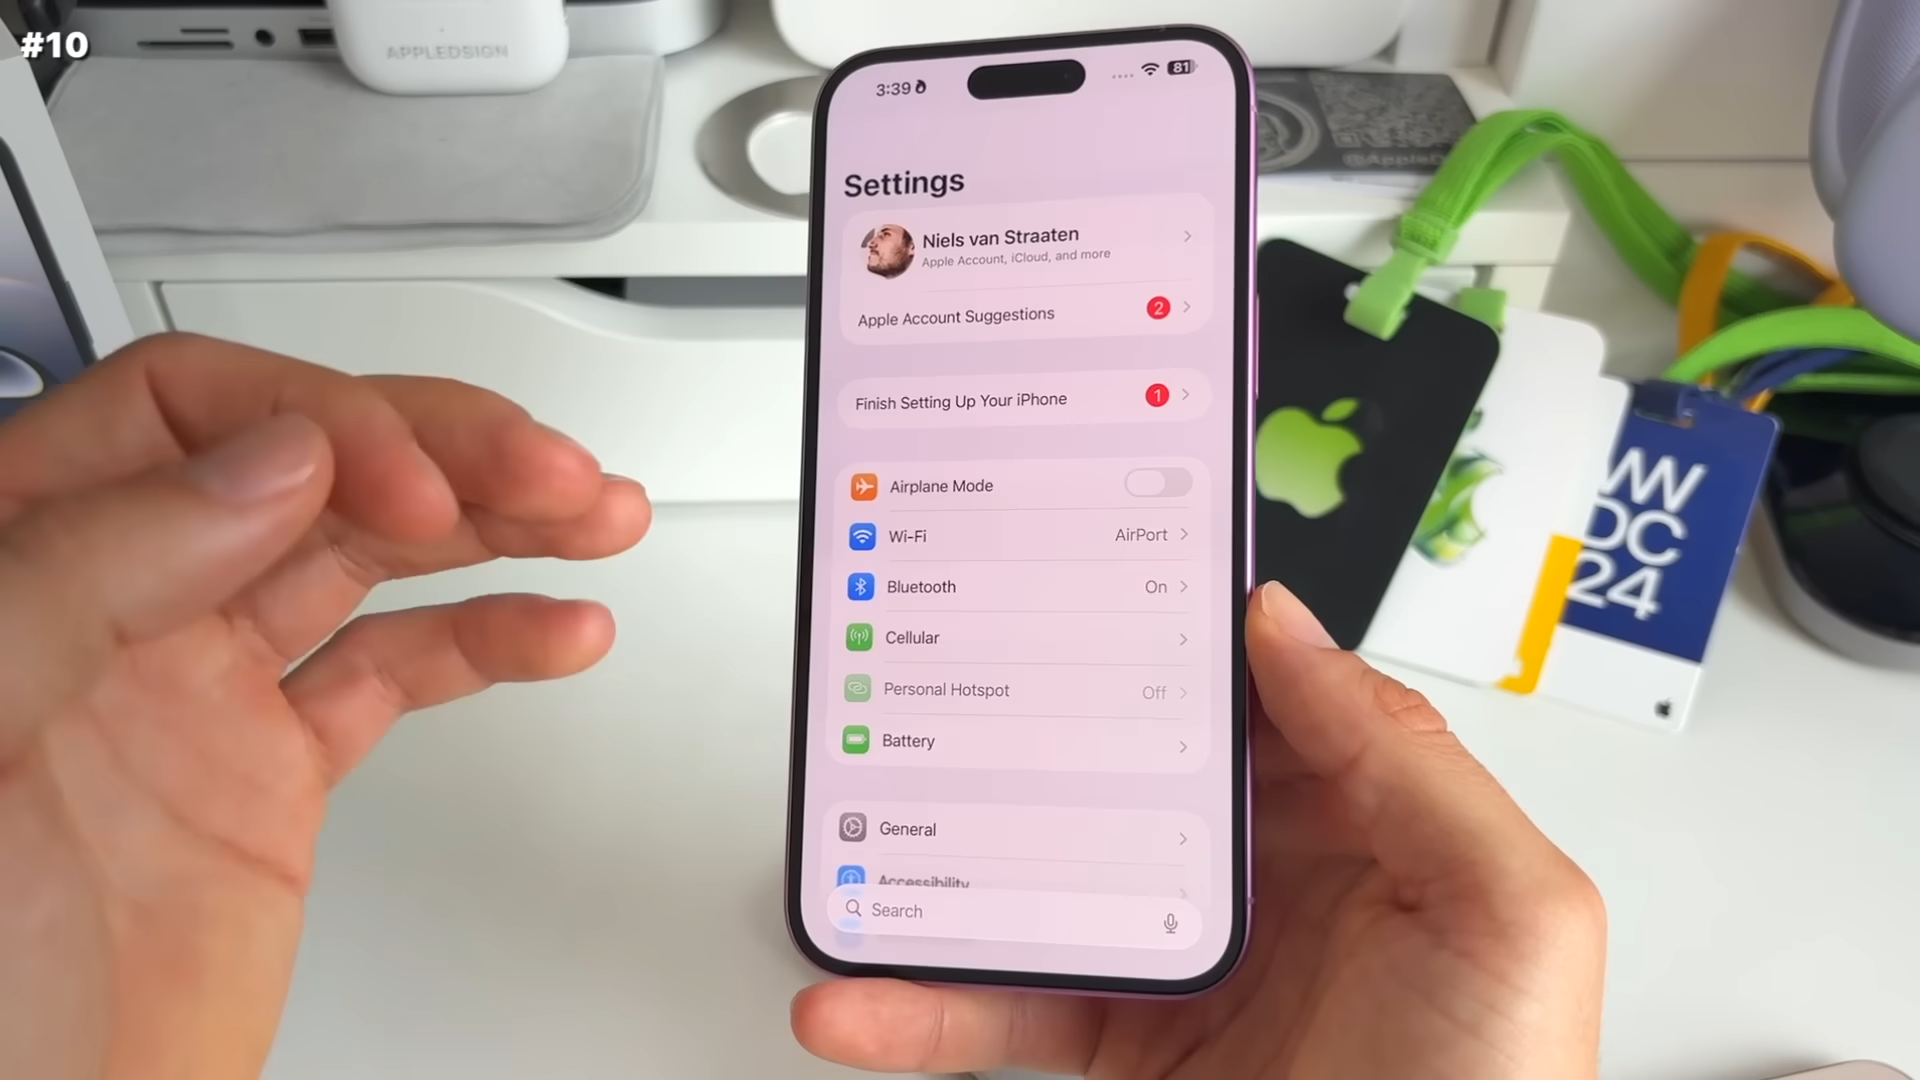 #10
APPLEDSIGN
3:39
81
Settings
Niels van Straaten
Apple Account, iCloud, and more
Apple Account Suggestions
2
Finish Setting Up Your iPhone
1
Airplane Mode
Wi-Fi
AirPort
Bluetooth
On
Cellular
Personal Hotspot
Off
Battery
General
Accessibility
Search
WW
DC
24